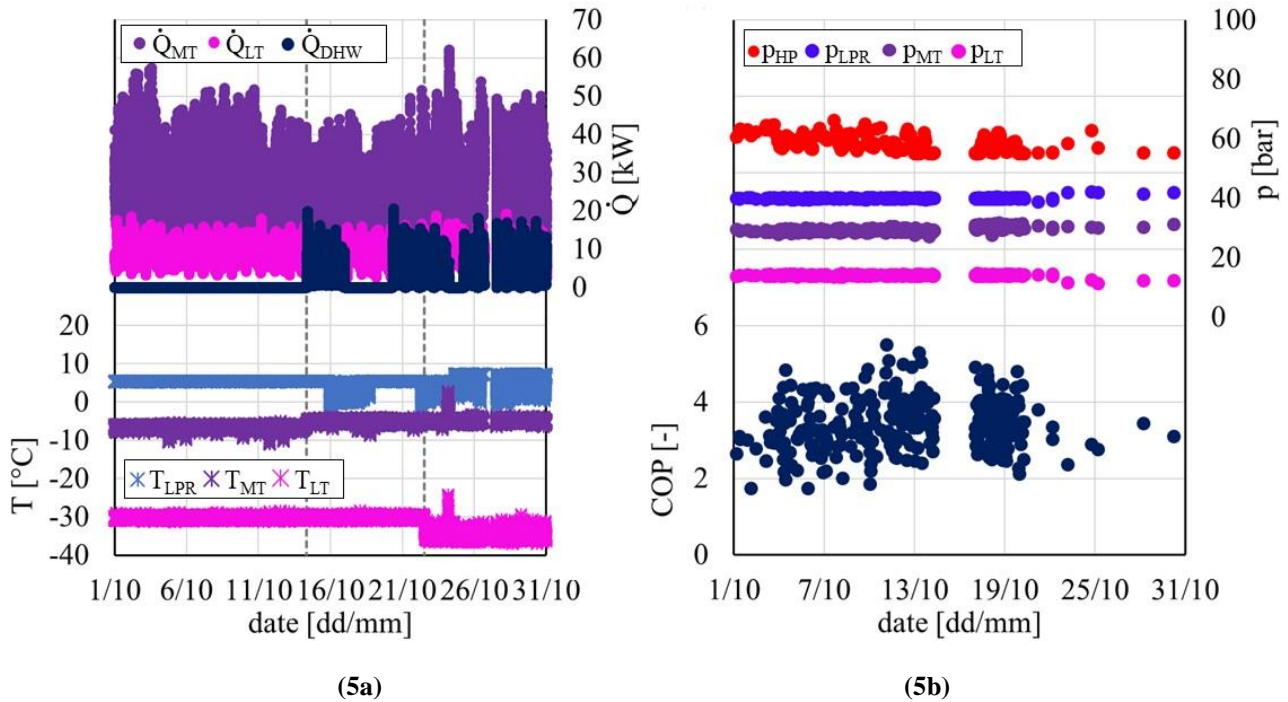 Q̇MT Q̇LT Q̇DHW
70
60
50
40
30
20
10
0
Q̇ [kW]
20
10
0
-10
-20
-30
-40
T [°C]
TLPR TMT TLT
1/10 6/10 11/10 16/10 21/10 26/10 31/10
date [dd/mm]
(5a)
pHP pLPR pMT pLT
100
80
60
40
20
0
p [bar]
6
4
2
0
COP [-]
1/10 7/10 13/10 19/10 25/10 31/10
date [dd/mm]
(5b)